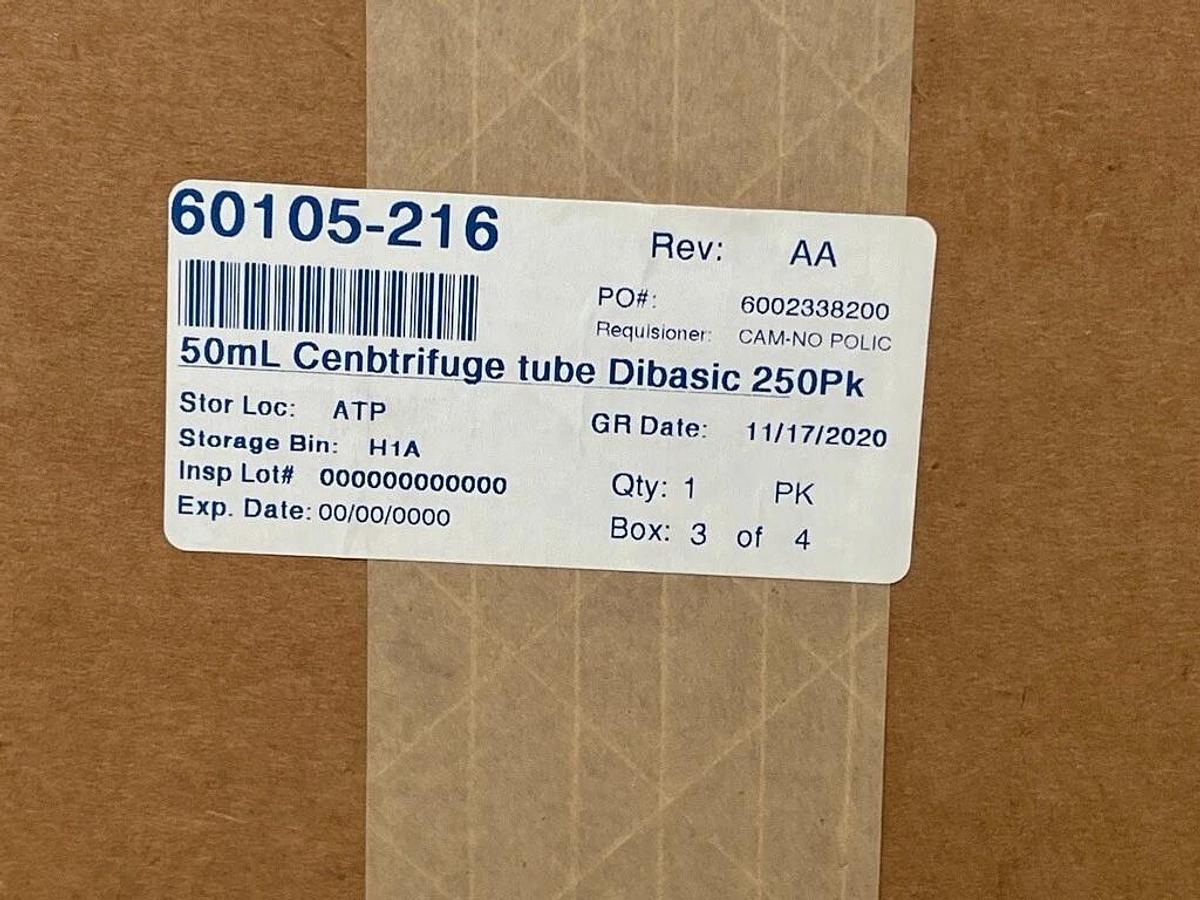 60105-216
Rev: AA
PO#: 6002338200
Requisioner: CAM-NO POLIC
50mL Cenbtrifuge tube Dibasic 250Pk
Stor Loc: ATP
GR Date: 11/17/2020
Storage Bin: H1A
Insp Lot# 000000000000
Qty: 1 PK
Exp. Date: 00/00/0000
Box: 3 of 4